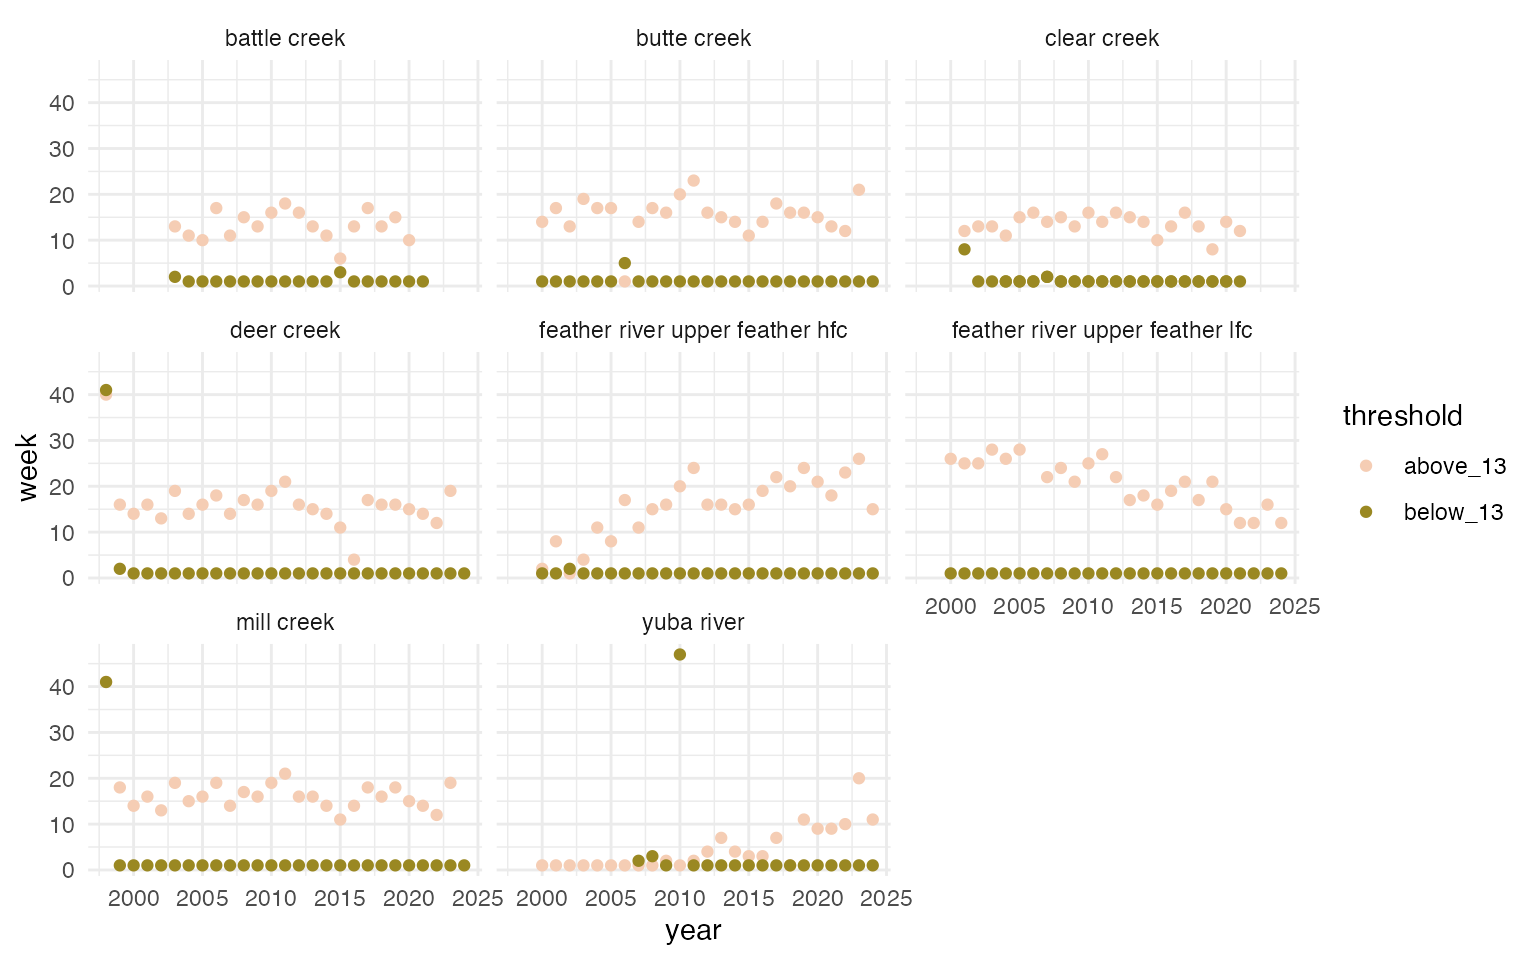 battle creek
butte creek
clear creek
40
30
20
10
0
deer creek
feather river upper feather hfc
feather river upper feather lfc
40
30
20
10
0
2000 2005 2010 2015 2020 2025
mill creek
yuba river
40
30
20
10
0
2000 2005 2010 2015 2020 2025
2000 2005 2010 2015 2020 2025
year
week
threshold
above_13
below_13